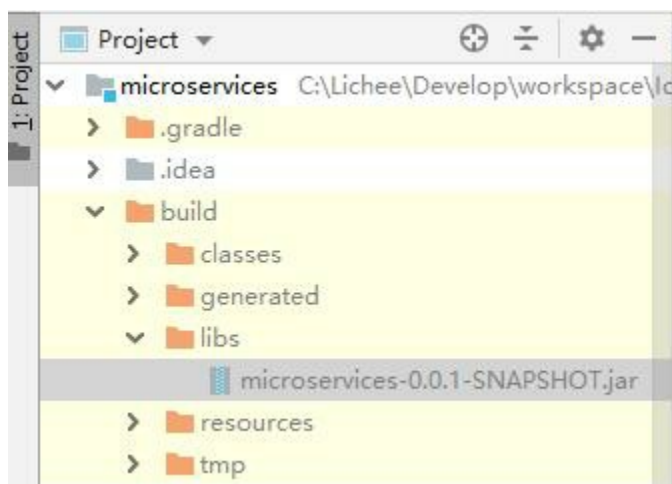 1: Project
Project
microservices C:\Lichee\Develop\workspace\
.gradle
.idea
build
classes
generated
libs
microservices-0.0.1-SNAPSHOT.jar
resources
tmp